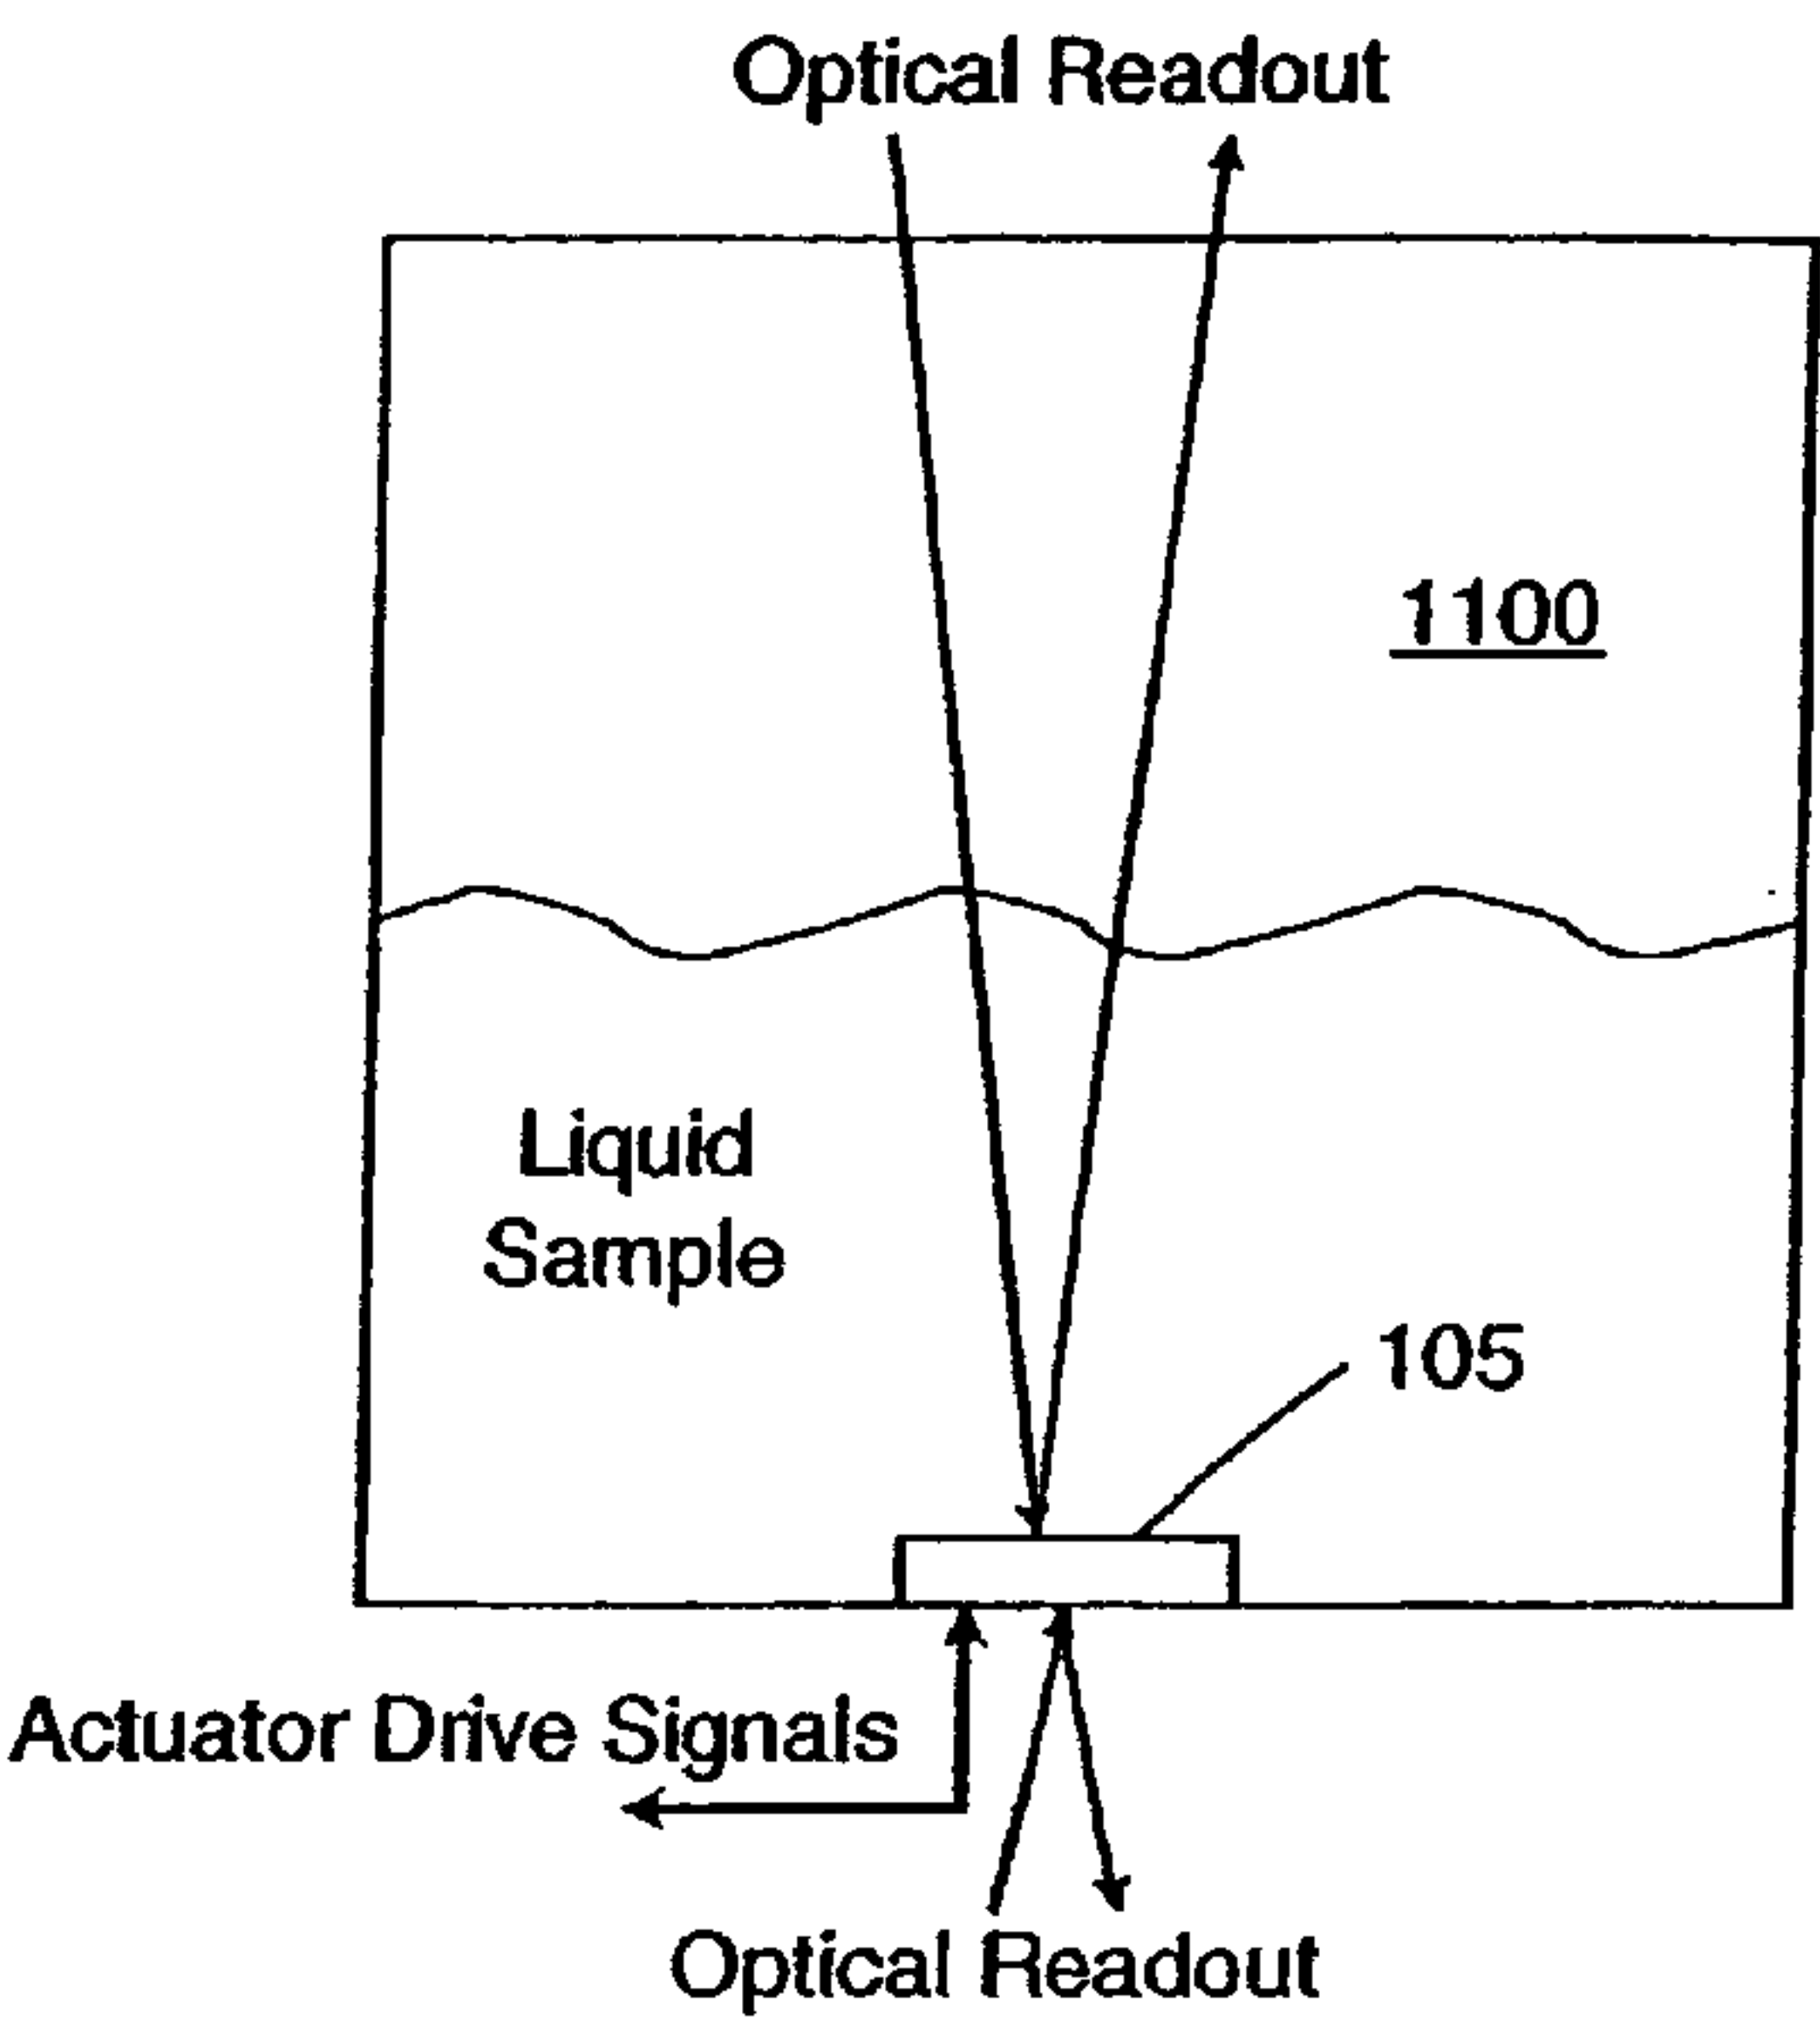 Optical Readout
1100
Liquid
Sample
105
Actuator Drive Signals
Optical Readout